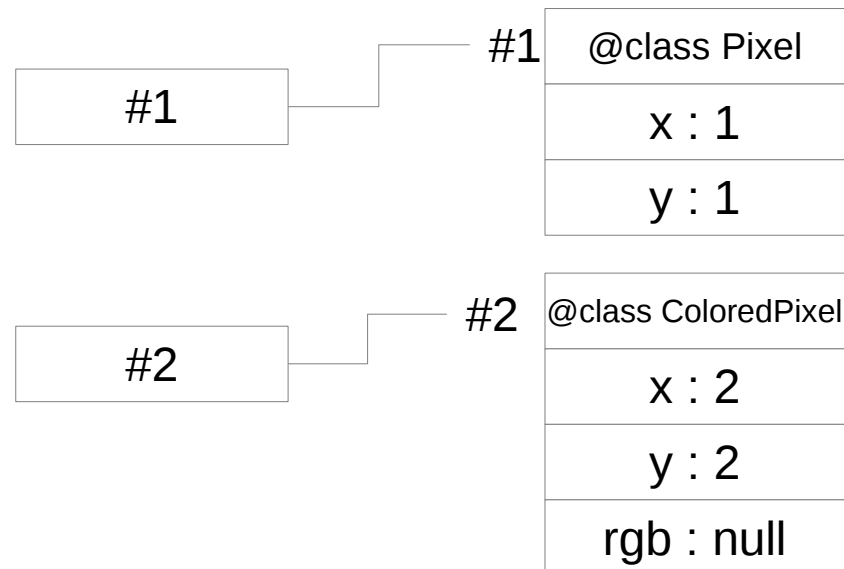 #1
#1
@class Pixel
x : 1
y : 1
#2
#2
@class ColoredPixel
x : 2
y : 2
rgb : null